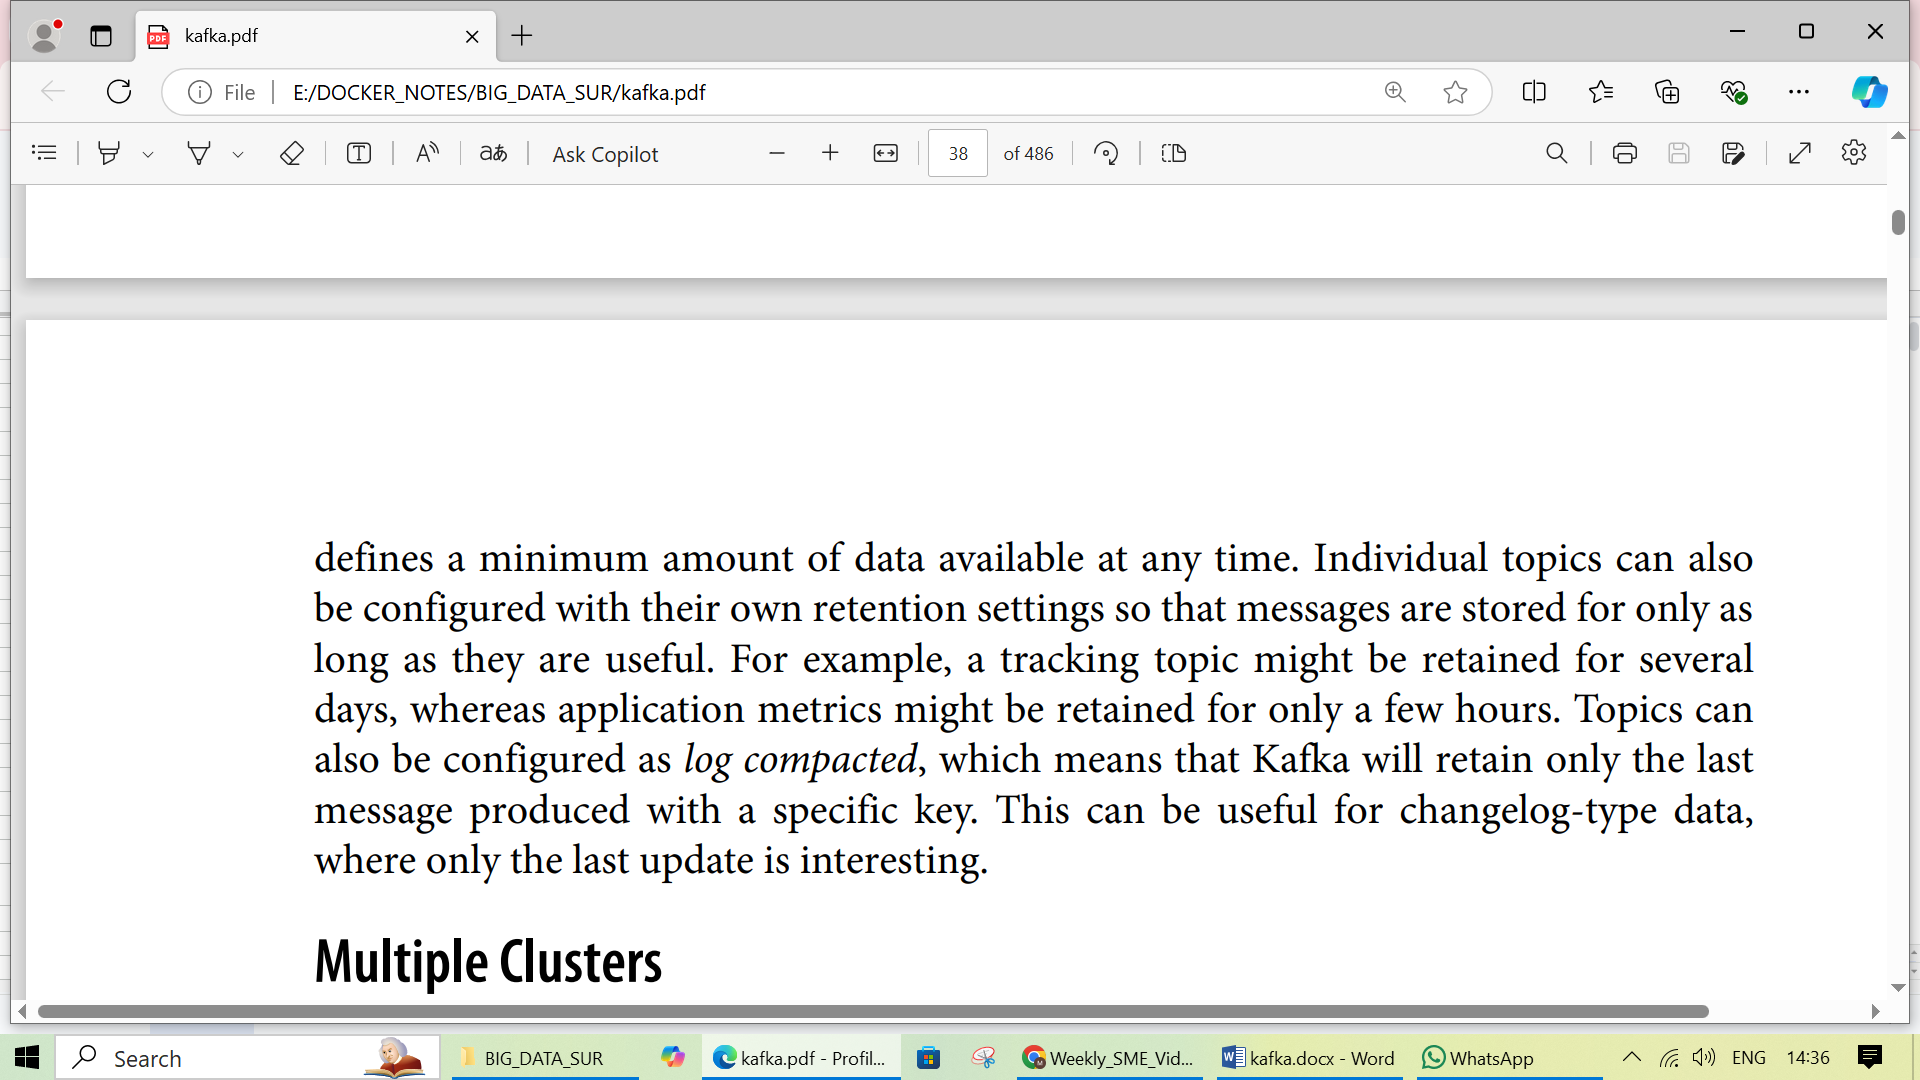 kafka.pdf
File
E:/DOCKER_NOTES/BIG_DATA_SUR/kafka.pdf
Ask Copilot
38
of 486
defines a minimum amount of data available at any time. Individual topics can also
be configured with their own retention settings so that messages are stored for only as
long as they are useful. For example, a tracking topic might be retained for several
days, whereas application metrics might be retained for only a few hours. Topics can
also be configured as log compacted, which means that Kafka will retain only the last
message produced with a specific key. This can be useful for changelog-type data,
where only the last update is interesting.
Multiple Clusters
Search
BIG_DATA_SUR
kafka.pdf - Profil...
Weekly_SME_Vid...
kafka.docx - Word
WhatsApp
ENG
14:36